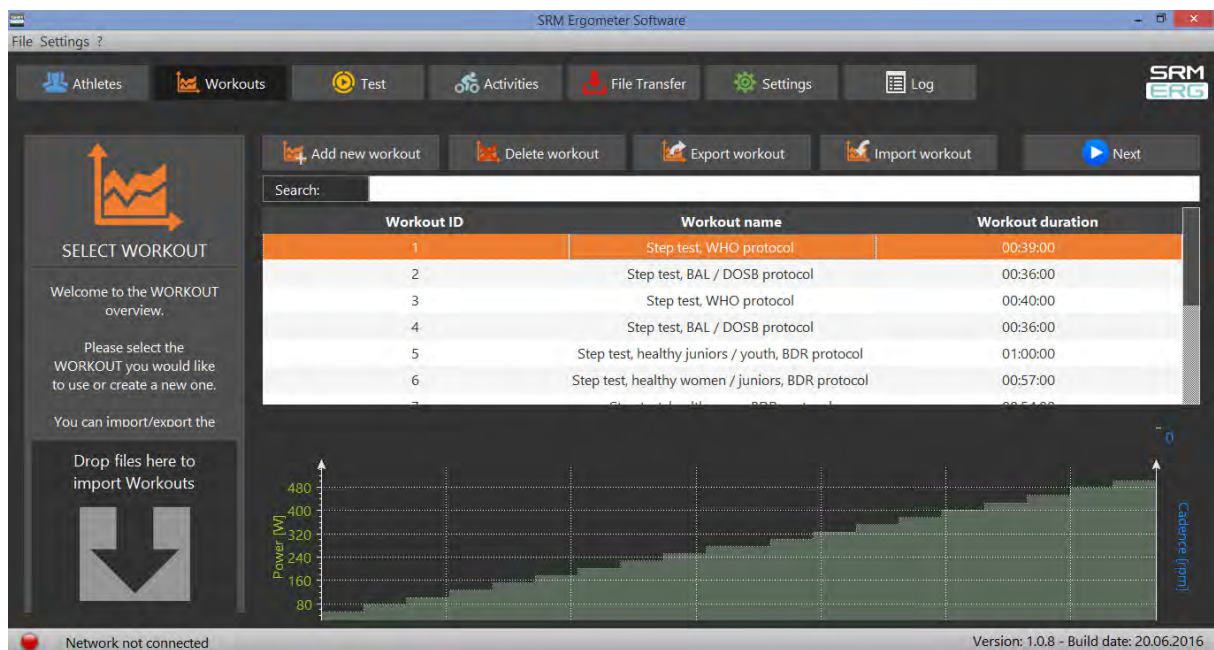 SRM Ergometer Software
File Settings ?
Athletes
Workouts
Test
Activities
File Transfer
Settings
Log
SRM
ERG
Add new workout
Delete workout
Export workout
Import workout
Next
Search:
SELECT WORKOUT
Welcome to the WORKOUT
overview.
Please select the
WORKOUT you would like
to use or create a new one.
You can import/export the
Drop files here to
import Workouts
Workout ID Workout name Workout duration
1 Step test, WHO protocol 00:39:00
2 Step test, BAL / DOSB protocol 00:36:00
3 Step test, WHO protocol 00:40:00
4 Step test, BAL / DOSB protocol 00:36:00
5 Step test, healthy juniors / youth, BDR protocol 01:00:00
6 Step test, healthy women / juniors, BDR protocol 00:57:00
0
480
400
320
240
160
80
Power [W]
Cadence [rpm]
Network not connected
Version: 1.0.8 - Build date: 20.06.2016